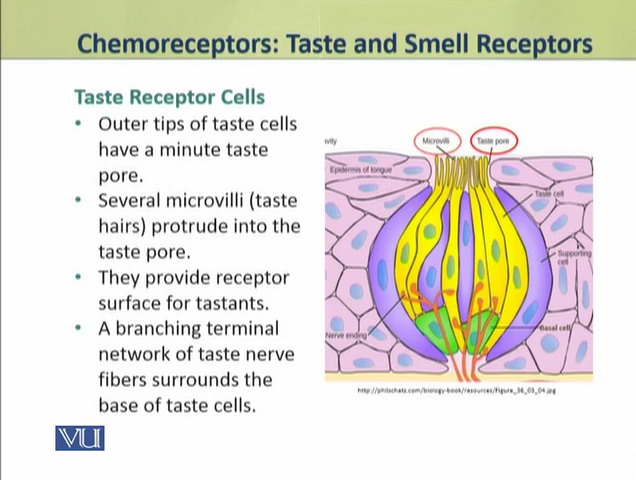 Chemoreceptors: Taste and Smell Receptors
Taste Receptor Cells
• Outer tips of taste cells
have a minute taste
pore.
• Several microvilli (taste
hairs) protrude into the
taste pore.
• They provide receptor
surface for tastants.
• A branching terminal
network of taste nerve
fibers surrounds the
base of taste cells.
Microvilli
Taste pore
Epidermis of tongue
Taste cell
Supporting
cell
Nerve ending
Basal cell
http://philschatz.com/biology-book/resources/Figure_36_03_04.jpg
VU